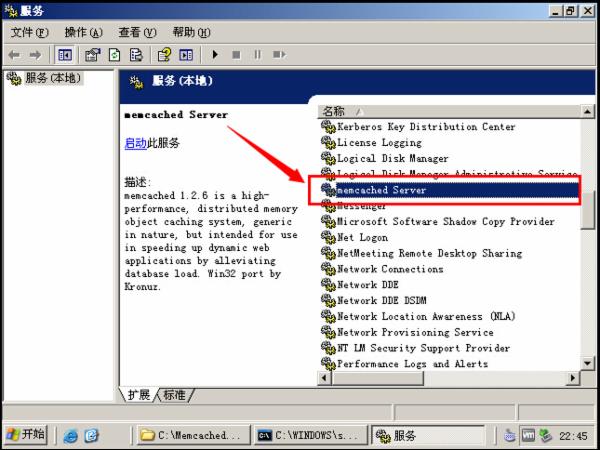 服务
文件(F) 操作(A) 查看(V) 帮助(H)
服务(本地)
服务(本地)
memcached Server
启动此服务
描述:
memcached 1.2.6 is a high-
performance, distributed memory
object caching system, generic
in nature, but intended for use
in speeding up dynamic web
applications by alleviating
database load. Win32 port by
Kronuz.
名称
Kerberos Key Distribution Center
License Logging
Logical Disk Manager
Logical Disk Manager Administrative Service
memcached Server
Messenger
Microsoft Software Shadow Copy Provider
Net Logon
NetMeeting Remote Desktop Sharing
Network Connections
Network DDE
Network DDE DSDM
Network Location Awareness (NLA)
Network Provisioning Service
NT LM Security Support Provider
Performance Logs and Alerts
扩展 标准
开始 C:\Memcached... C:\WINDOWS\s... 服务 22:45